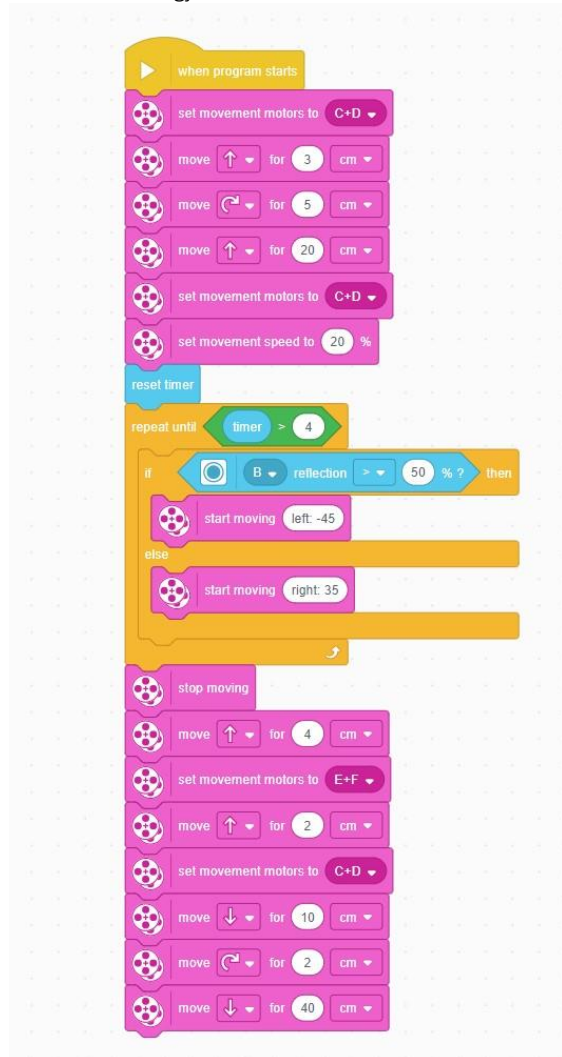 when program starts
set movement motors to C+D
move for 3 cm
move for 5 cm
move for 20 cm
set movement motors to C+D
set movement speed to 20 %
reset timer
repeat until timer > 4
if B reflection > 50 % ? then
start moving left: -45
else
start moving right: 35
stop moving
move for 4 cm
set movement motors to E+F
move for 2 cm
set movement motors to C+D
move for 10 cm
move for 2 cm
move for 40 cm